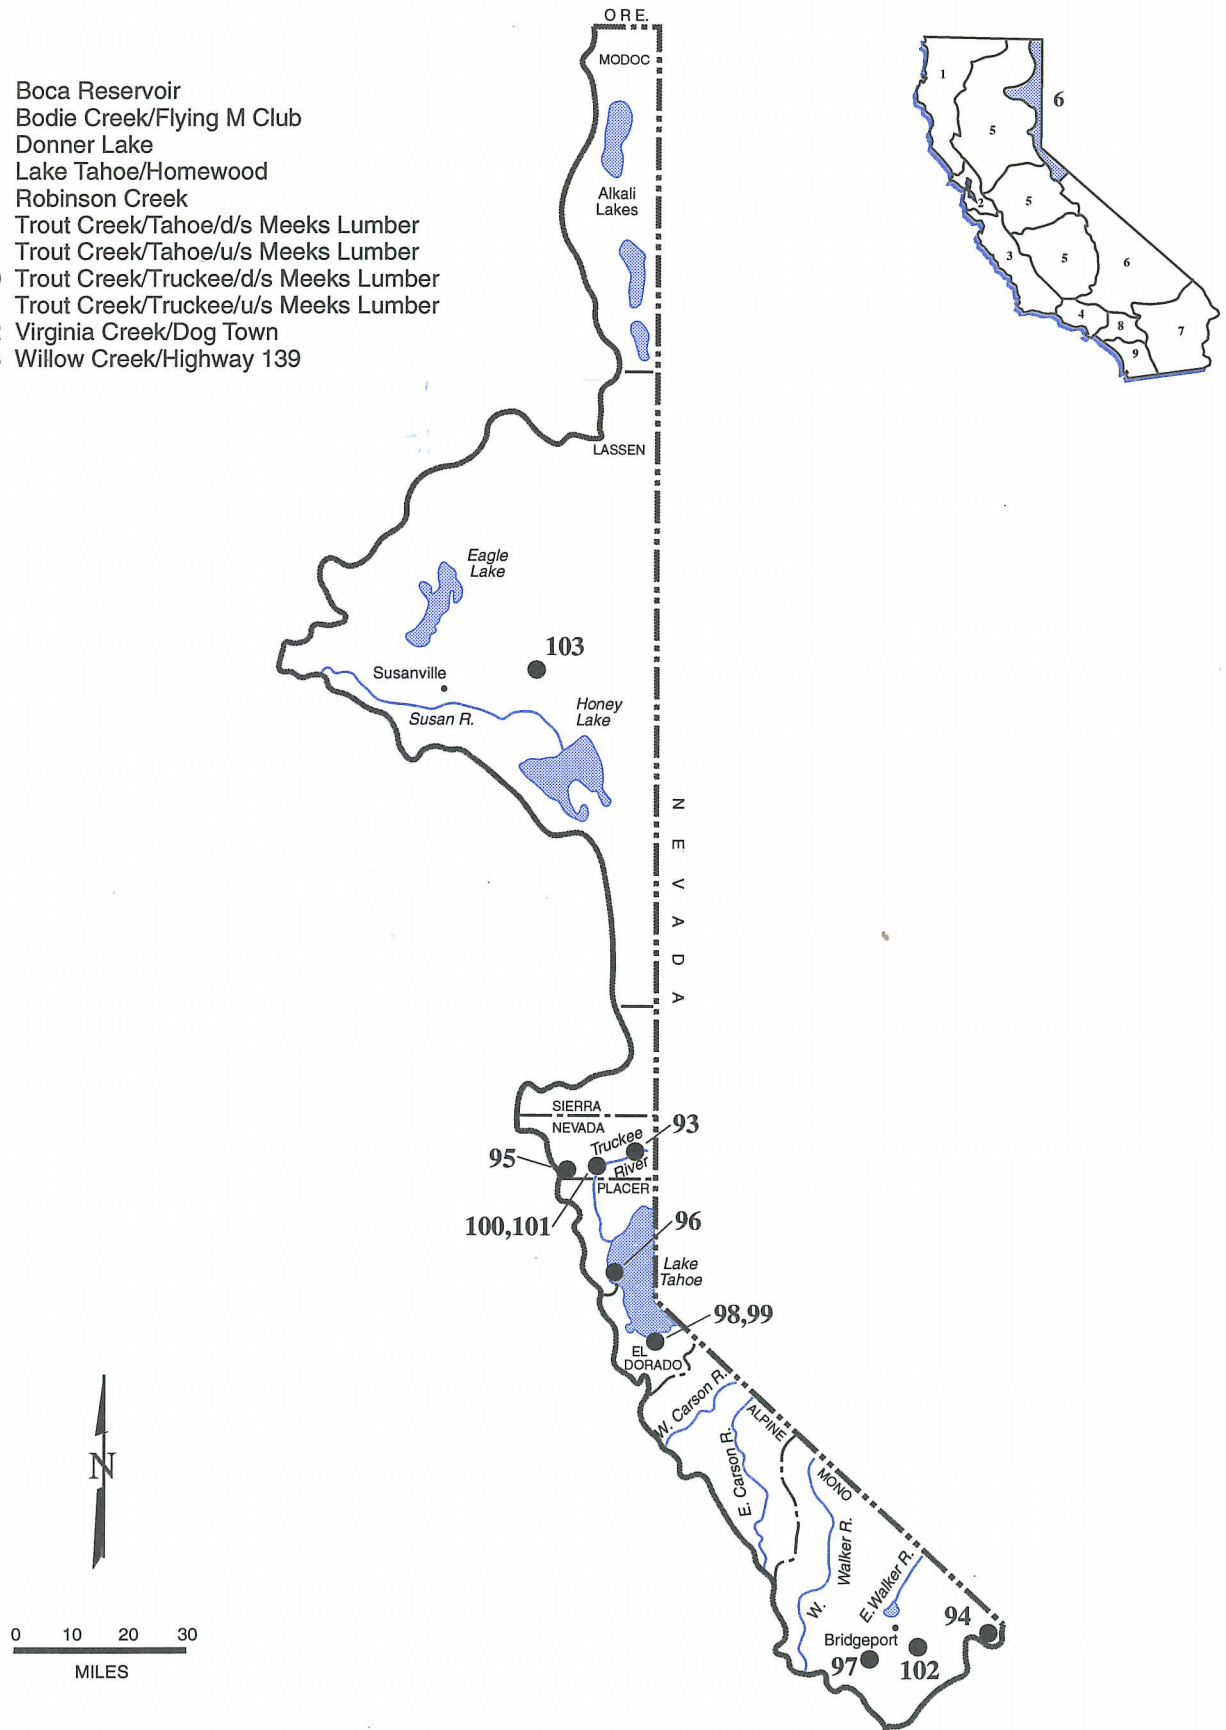 ORE.
MODOC
Boca Reservoir
Bodie Creek/Flying M Club
Donner Lake
Lake Tahoe/Homewood
Robinson Creek
Trout Creek/Tahoe/d/s Meeks Lumber
Trout Creek/Tahoe/u/s Meeks Lumber
Trout Creek/Truckee/d/s Meeks Lumber
Trout Creek/Truckee/u/s Meeks Lumber
Virginia Creek/Dog Town
Willow Creek/Highway 139
1
5
6
2
5
3
5
6
4
8
7
9
Alkali
Lakes
LASSEN
Eagle
Lake
103
Susanville
Susan R.
Honey
Lake
NEVADA
SIERRA
NEVADA
93
Truckee
River
95
PLACER
100,101
96
Lake
Tahoe
98,99
EL
DORADO
W. Carson R.
ALPINE
E. Carson R.
MONO
W. Walker R.
E. Walker R.
94
Bridgeport
97
102
N
0 10 20 30
MILES